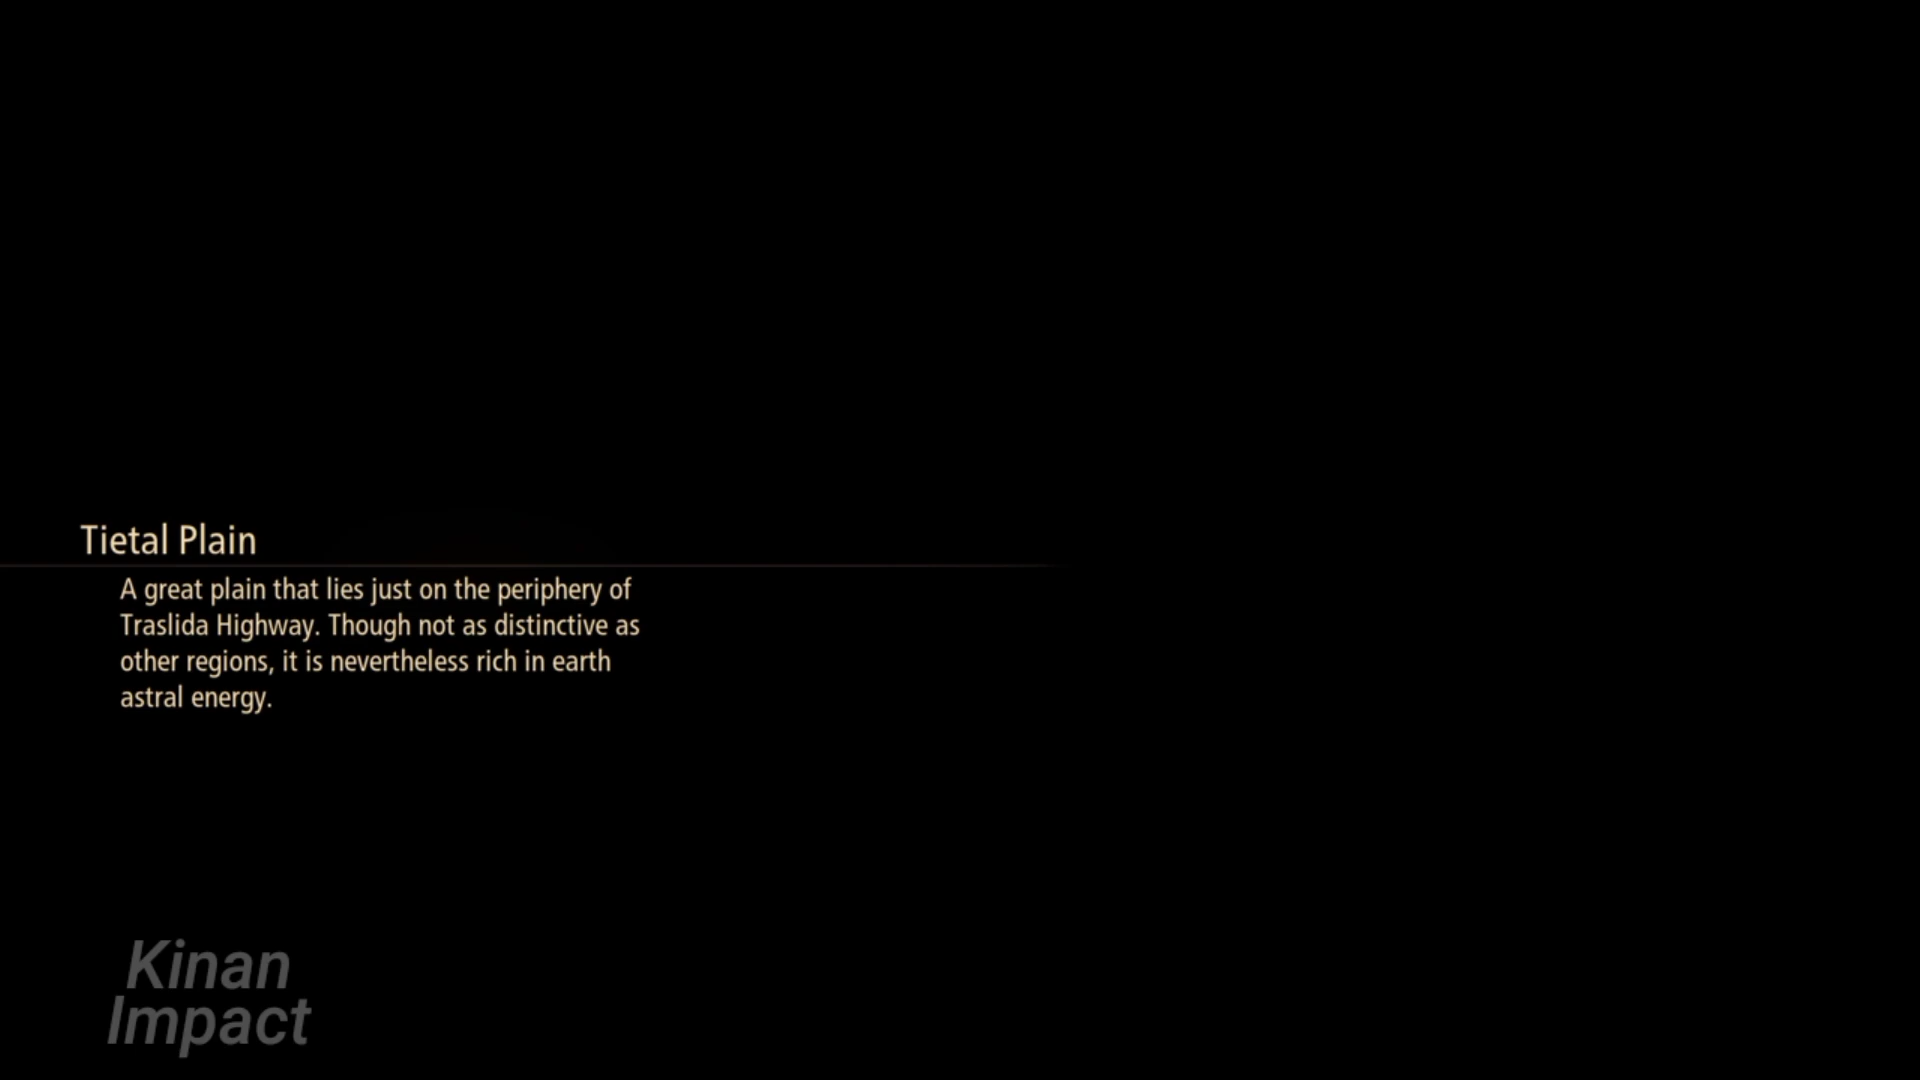 Tietal Plain
A great plain that lies just on the periphery of
Traslida Highway. Though not as distinctive as
other regions, it is nevertheless rich in earth
astral energy.
Kinan
Impact